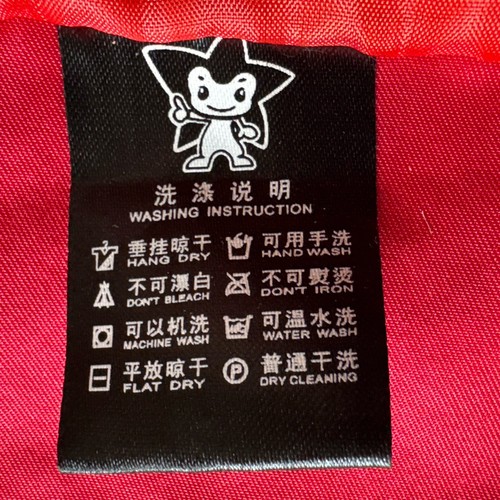 洗涤说明
WASHING INSTRUCTION
垂挂晾干
HANG DRY
可用手洗
HAND WASH
不可漂白
DON'T BLEACH
不可熨烫
DON'T IRON
可以机洗
MACHINE WASH
可温水洗
WATER WASH
平放晾干
FLAT DRY
P
普通干洗
DRY CLEANING